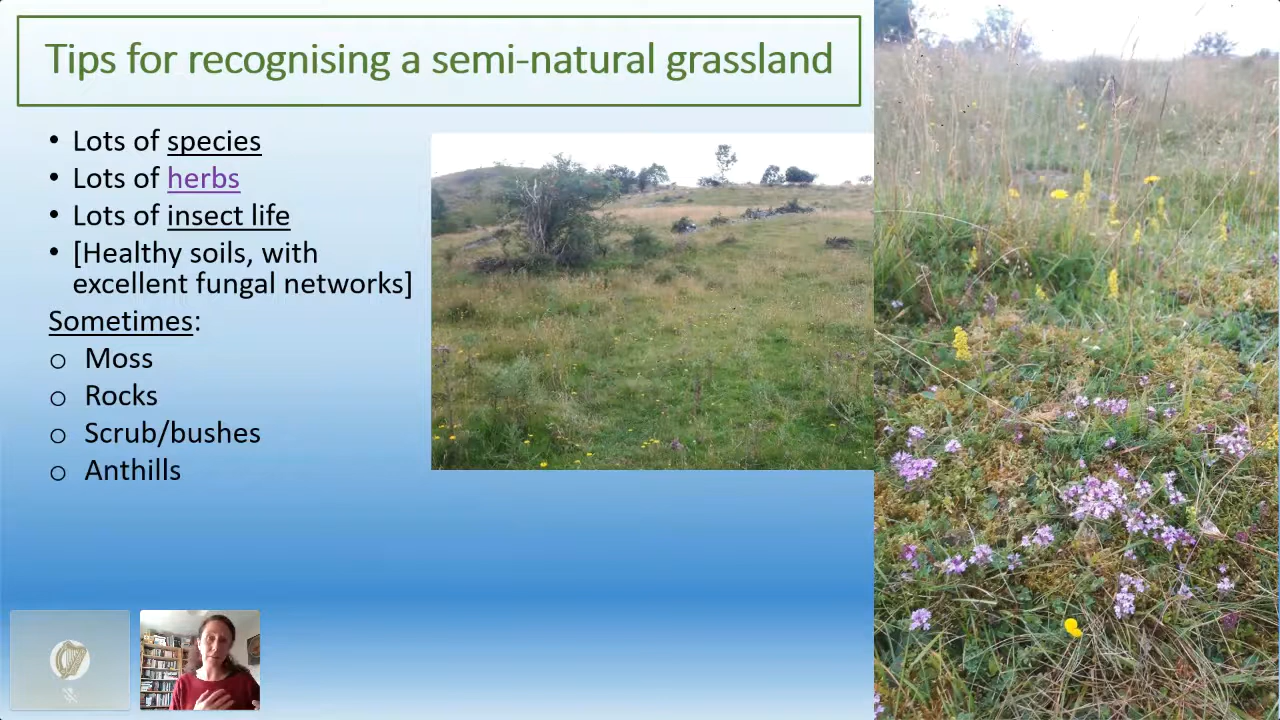 Tips for recognising a semi-natural grassland
• Lots of species
• Lots of herbs
• Lots of insect life
• [Healthy soils, with
excellent fungal networks]
Sometimes:
o Moss
o Rocks
o Scrub/bushes
o Anthills